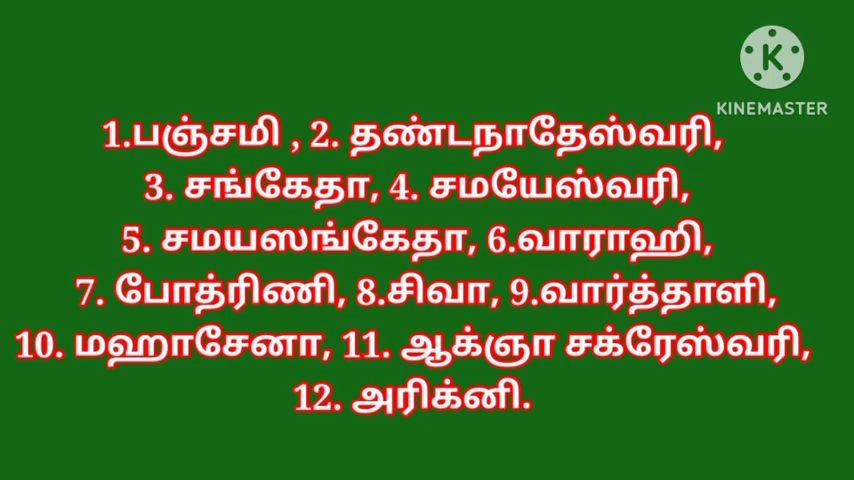 KINEMASTER
1.பஞ்சமி , 2. தண்டநாதேஸ்வரி,
3. சங்கேதா, 4. சமயேஸ்வரி,
5. சமயஸங்கேதா, 6.வாராஹி,
7. போத்ரிணி, 8.சிவா, 9.வார்த்தாளி,
10. மஹாசேனா, 11. ஆக்ஞா சக்ரேஸ்வரி,
12. அரிக்னி.